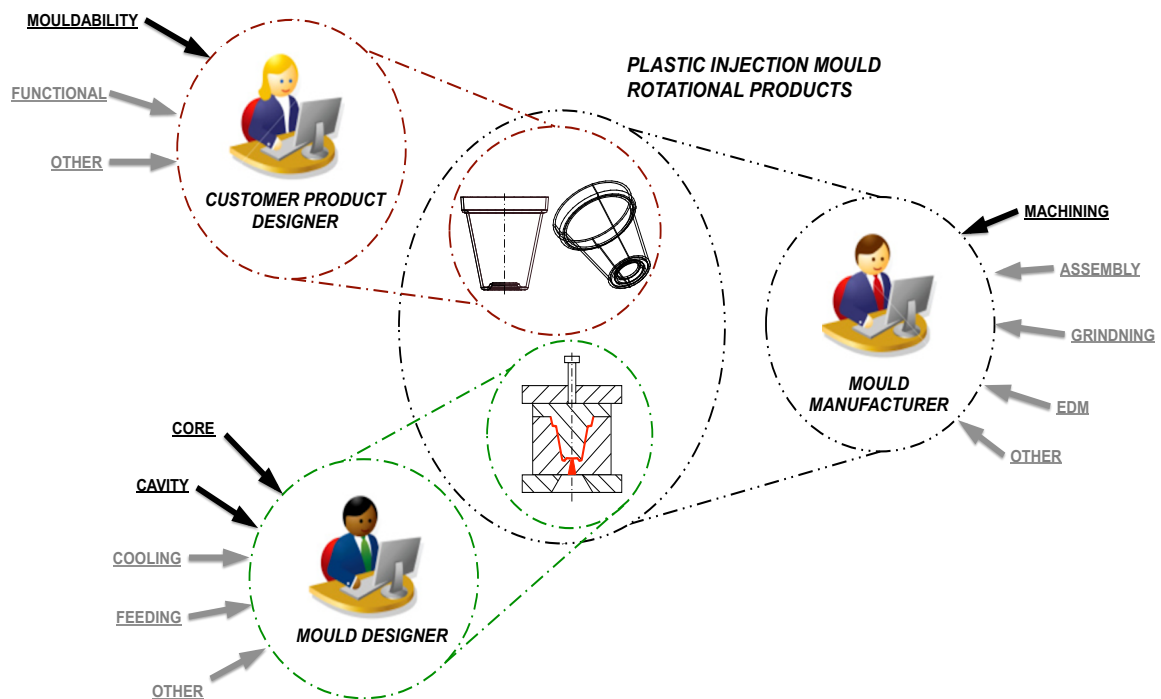 MOULDABILITY
FUNCTIONAL
OTHER
CUSTOMER PRODUCT
DESIGNER
PLASTIC INJECTION MOULD
ROTATIONAL PRODUCTS
MACHINING
ASSEMBLY
GRINDNING
EDM
OTHER
MOULD
MANUFACTURER
CORE
CAVITY
COOLING
FEEDING
OTHER
MOULD DESIGNER